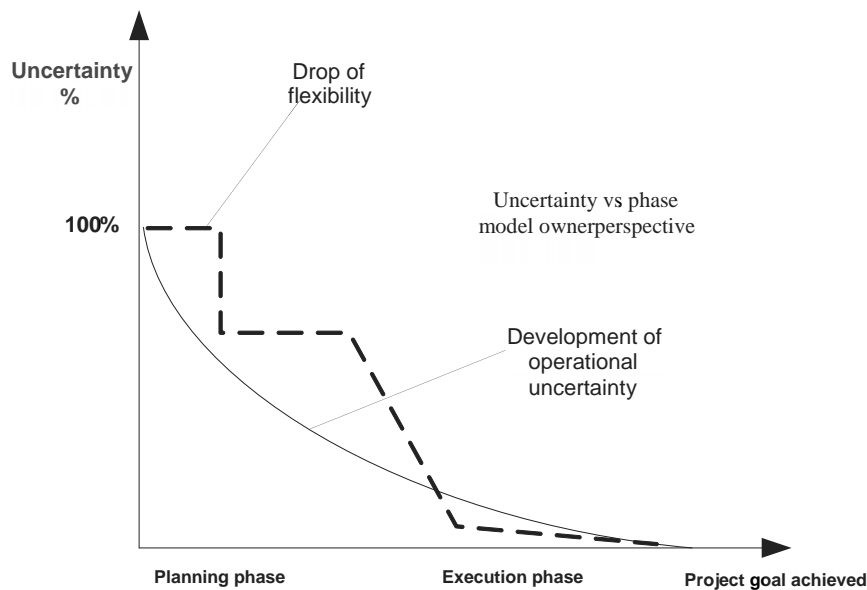 Uncertainty
%
Drop of
flexibility
Uncertainty vs phase
model ownerperspective
100%
Development of
operational
uncertainty
Planning phase
Execution phase
Project goal achieved